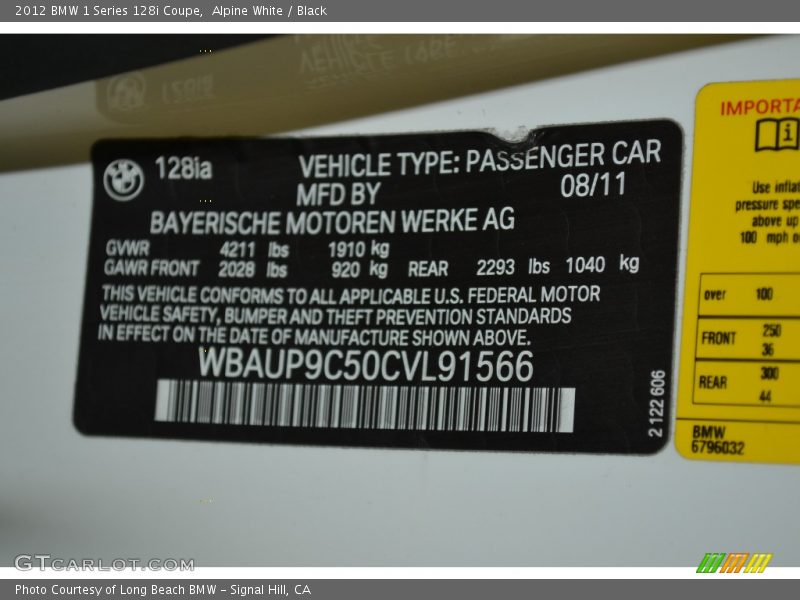 2012 BMW 1 Series 128i Coupe,  Alpine White / Black
128ia
VEHICLE TYPE: PASSENGER CAR
MFD BY 08/11
BAYERISCHE MOTOREN WERKE AG
GVWR 4211 lbs 1910 kg
GAWR FRONT 2028 lbs 920 kg REAR 2293 lbs 1040 kg
THIS VEHICLE CONFORMS TO ALL APPLICABLE U.S. FEDERAL MOTOR
VEHICLE SAFETY, BUMPER AND THEFT PREVENTION STANDARDS
IN EFFECT ON THE DATE OF MANUFACTURE SHOWN ABOVE.
WBAUP9C50CVL91566
2 122 606
IMPORTA
Use inflat
pressure spe
above up
100 mph o
over 100
FRONT 250
36
REAR 300
44
BMW
6796032
GTCARLOT.COM
Photo Courtesy of Long Beach BMW - Signal Hill, CA